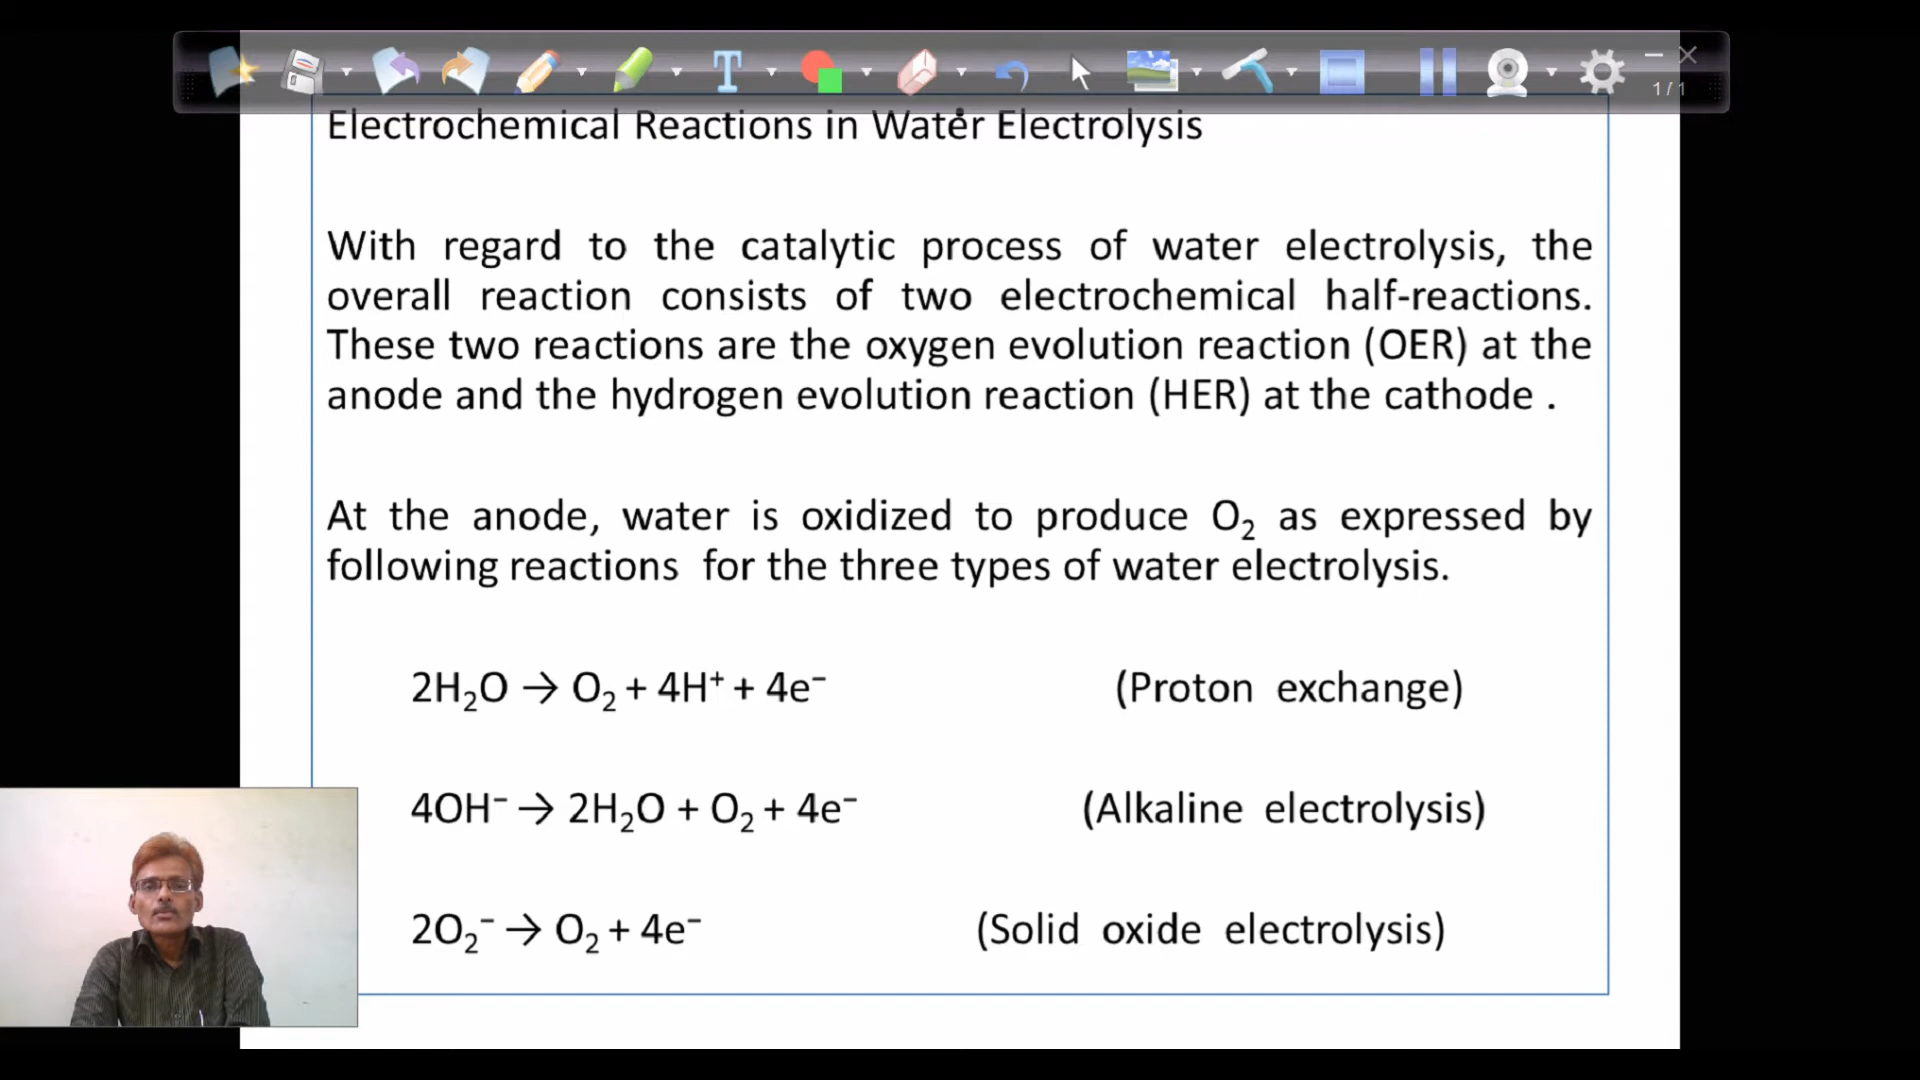 1/1
Electrochemical Reactions in Water Electrolysis
With regard to the catalytic process of water electrolysis, the
overall reaction consists of two electrochemical half-reactions.
These two reactions are the oxygen evolution reaction (OER) at the
anode and the hydrogen evolution reaction (HER) at the cathode .
At the anode, water is oxidized to produce O₂ as expressed by
following reactions for the three types of water electrolysis.
2H₂O → O₂ + 4H⁺ + 4e⁻ (Proton exchange)
4OH⁻ → 2H₂O + O₂ + 4e⁻ (Alkaline electrolysis)
2O₂⁻ → O₂ + 4e⁻ (Solid oxide electrolysis)